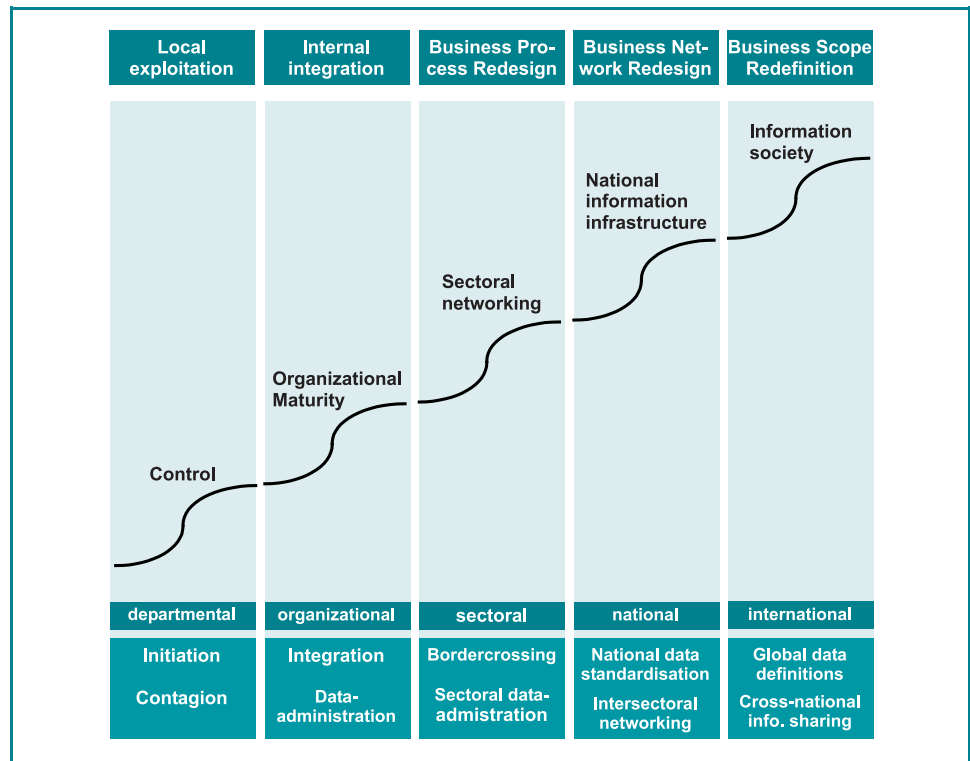 Local
exploitation
Internal
integration
Business Pro-
cess Redesign
Business Net-
work Redesign
Business Scope
Redefinition
Information
society
National
information
infrastructure
Sectoral
networking
Organizational
Maturity
Control
departmental
organizational
sectoral
national
international
Initiation
Contagion
Integration
Data-
administration
Bordercrossing
Sectoral data-
admistration
National data
standardisation
Intersectoral
networking
Global data
definitions
Cross-national
info. sharing